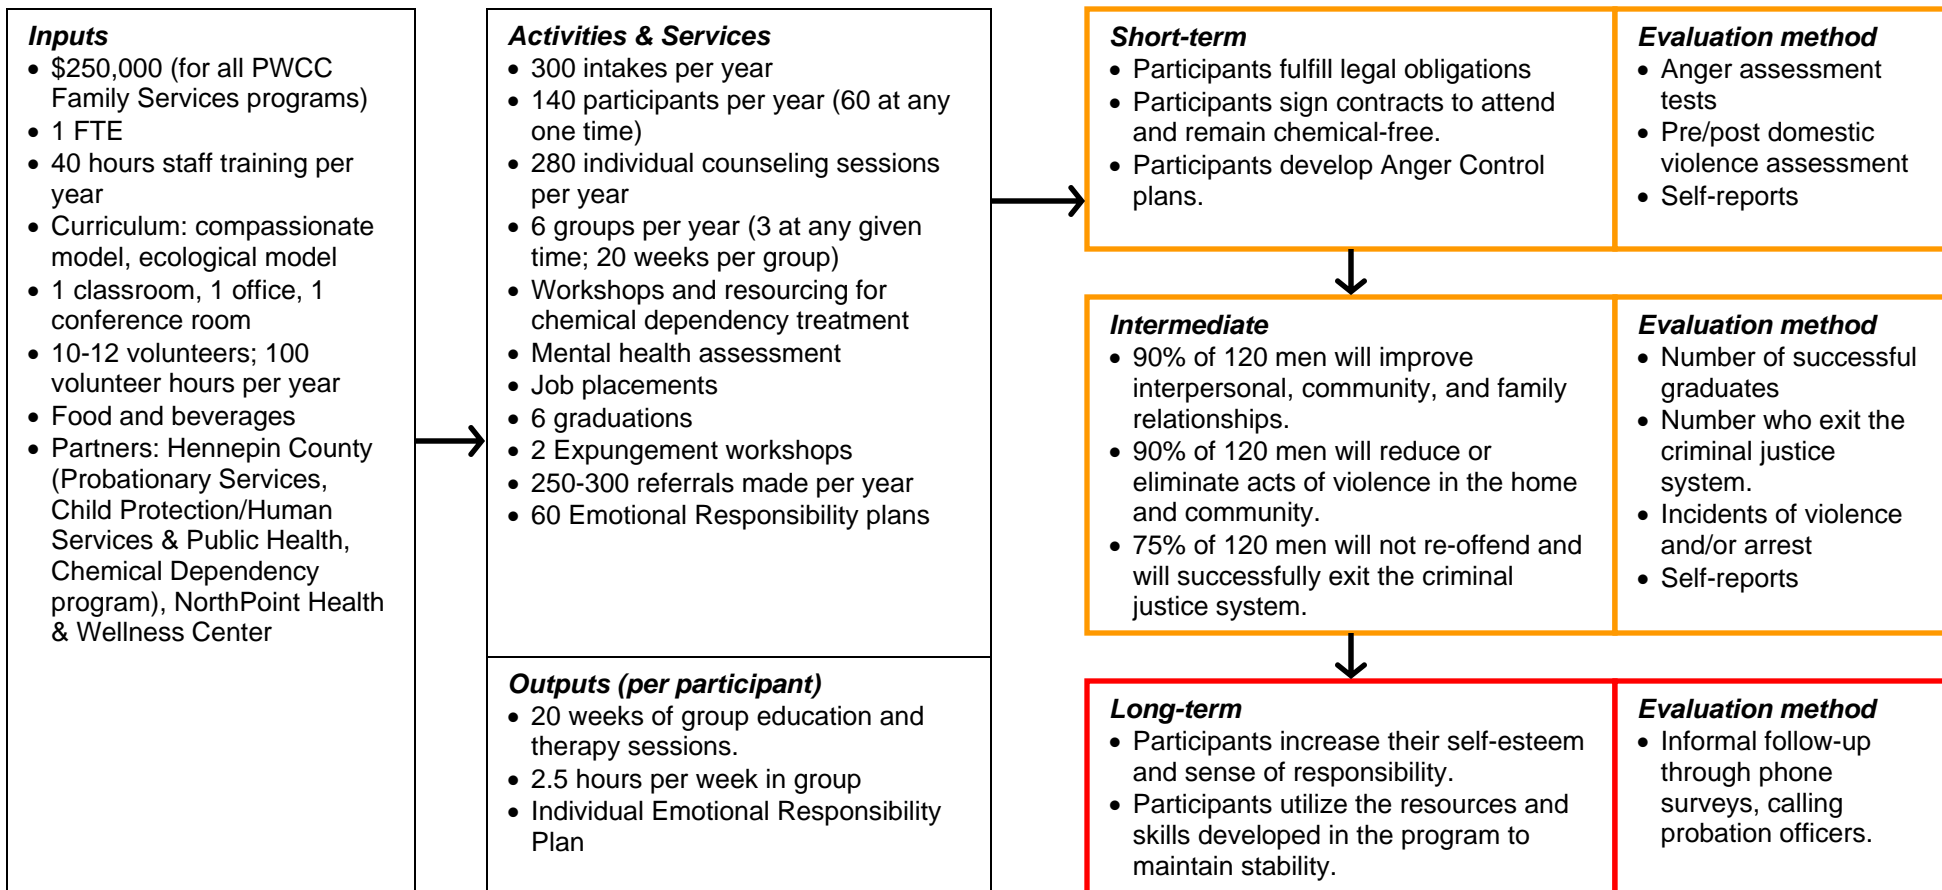 Inputs
• $250,000 (for all PWCC
Family Services programs)
• 1 FTE
• 40 hours staff training per
year
• Curriculum: compassionate
model, ecological model
• 1 classroom, 1 office, 1
conference room
• 10-12 volunteers; 100
volunteer hours per year
• Food and beverages
• Partners: Hennepin County
(Probationary Services,
Child Protection/Human
Services & Public Health,
Chemical Dependency
program), NorthPoint Health
& Wellness Center
Activities & Services
• 300 intakes per year
• 140 participants per year (60 at any
one time)
• 280 individual counseling sessions
per year
• 6 groups per year (3 at any given
time; 20 weeks per group)
• Workshops and resourcing for
chemical dependency treatment
• Mental health assessment
• Job placements
• 6 graduations
• 2 Expungement workshops
• 250-300 referrals made per year
• 60 Emotional Responsibility plans
Outputs (per participant)
• 20 weeks of group education and
therapy sessions.
• 2.5 hours per week in group
• Individual Emotional Responsibility
Plan
Short-term
• Participants fulfill legal obligations
• Participants sign contracts to attend
and remain chemical-free.
• Participants develop Anger Control
plans.
Evaluation method
• Anger assessment
tests
• Pre/post domestic
violence assessment
• Self-reports
Intermediate
• 90% of 120 men will improve
interpersonal, community, and family
relationships.
• 90% of 120 men will reduce or
eliminate acts of violence in the home
and community.
• 75% of 120 men will not re-offend and
will successfully exit the criminal
justice system.
Evaluation method
• Number of successful
graduates
• Number who exit the
criminal justice
system.
• Incidents of violence
and/or arrest
• Self-reports
Long-term
• Participants increase their self-esteem
and sense of responsibility.
• Participants utilize the resources and
skills developed in the program to
maintain stability.
Evaluation method
• Informal follow-up
through phone
surveys, calling
probation officers.